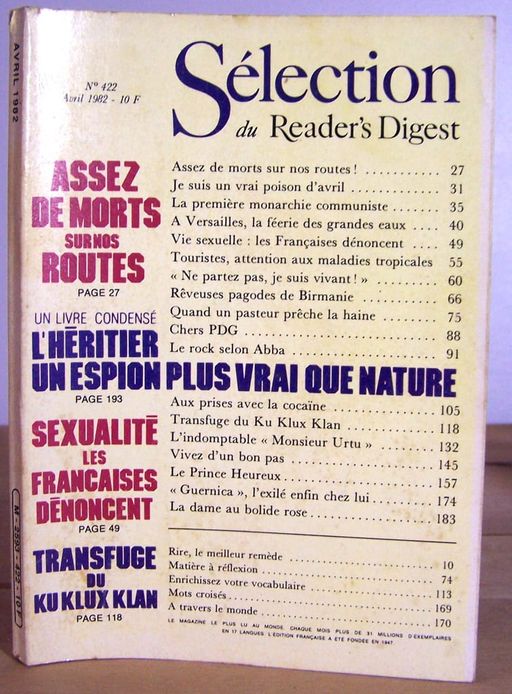 AVRIL 1982
N° 422
Avril 1982 - 10 F
Sélection
du Reader's Digest
ASSEZ
DE MORTS
SUR NOS
ROUTES
PAGE 27
UN LIVRE CONDENSÉ
L'HÉRITIER
UN ESPION PLUS VRAI QUE NATURE
PAGE 193
SEXUALITÉ
LES
FRANÇAISES
DÉNONCENT
PAGE 49
TRANSFUGE
DU
KU KLUX KLAN
PAGE 118
Assez de morts sur nos routes ! ........... 27
Je suis un vrai poison d'avril ............. 31
La première monarchie communiste ....... 35
A Versailles, la féerie des grandes eaux .... 40
Vie sexuelle : les Françaises dénoncent .... 49
Touristes, attention aux maladies tropicales 55
« Ne partez pas, je suis vivant ! » .......... 60
Rêveuses pagodes de Birmanie ............ 66
Quand un pasteur prêche la haine ......... 75
Chers PDG ............................. 88
Le rock selon Abba ...................... 91
Aux prises avec la cocaïne ............... 105
Transfuge du Ku Klux Klan ............. 118
L'indomptable « Monsieur Urtu » ......... 132
Vivez d'un bon pas ..................... 145
Le Prince Heureux ...................... 157
« Guernica », l'exilé enfin chez lui ........ 174
La dame au bolide rose .................. 183
Rire, le meilleur remède ................. 10
Matière à réflexion ..................... 74
Enrichissez votre vocabulaire ............. 113
Mots croisés ........................... 169
A travers le monde ..................... 170
LE MAGAZINE LE PLUS LU AU MONDE. CHAQUE MOIS PLUS DE 31 MILLIONS D'EXEMPLAIRES
EN 17 LANGUES. L'ÉDITION FRANÇAISE A ÉTÉ FONDÉE EN 1947.
M - 2593 - 422 - 10 F